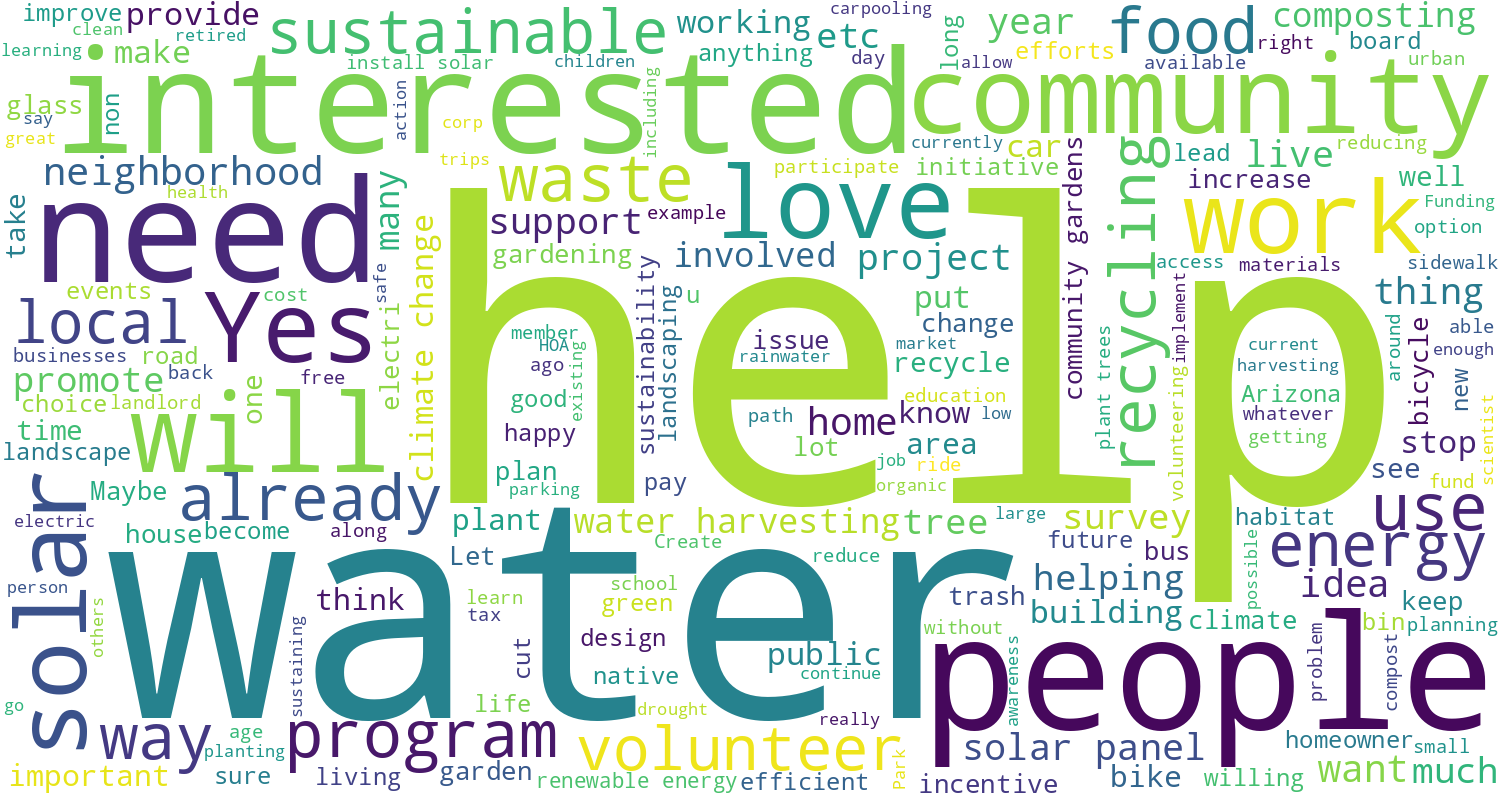 improve
provide
sustainable
working
etc
carpooling
long
year
food
composting
clean
retired
learning
make
install solar
anything
children
day
allow
efforts
available
right
board
urban
interested
community
glass
say
great
non
action
corp
including
currently
car
reducing
trips
participate
initiative
lead
live
neighborhood
health
waste
love
community gardens
recycling
increase
well
need
many
support
example
work
Funding
option
take
gardening
involved
project
access
materials
sidewalk
events
cost
safe
climate change
help
sustainability
landscaping
u
put
thing
local
Yes
electri
member
HOA
ago
existing
issue
rainwater
change
market
recycle
plant trees
implement
current
harvesting
around
able
enough
bicycle
new
businesses
road
back
free
promote
choice
landlord
one
good
education
Arizona
whatever
getting
volunteering
scientist
time
will
happy
path
home
know
low
landscape
lot
area
stop
Maybe
already
plan
parking
pay
job
ride
organic
see
fund
solar
electric
house
become
along
plant
water harvesting
tree
large
survey
habitat
use
Let
Create
reduce
future
bus
possible
energy
person
others
water
think
learn
tax
school
green
trash
helping
building
climate
idea
keep
bin
planning
sustaining
cut
design
native
public
continue
without
awareness
people
problem
compost
go
life
drought
really
way
age
planting
program
volunteer
Park
solar panel
homeowner
small
important
sure
living
garden
renewable energy
efficient
incentive
bike
willing
want
much